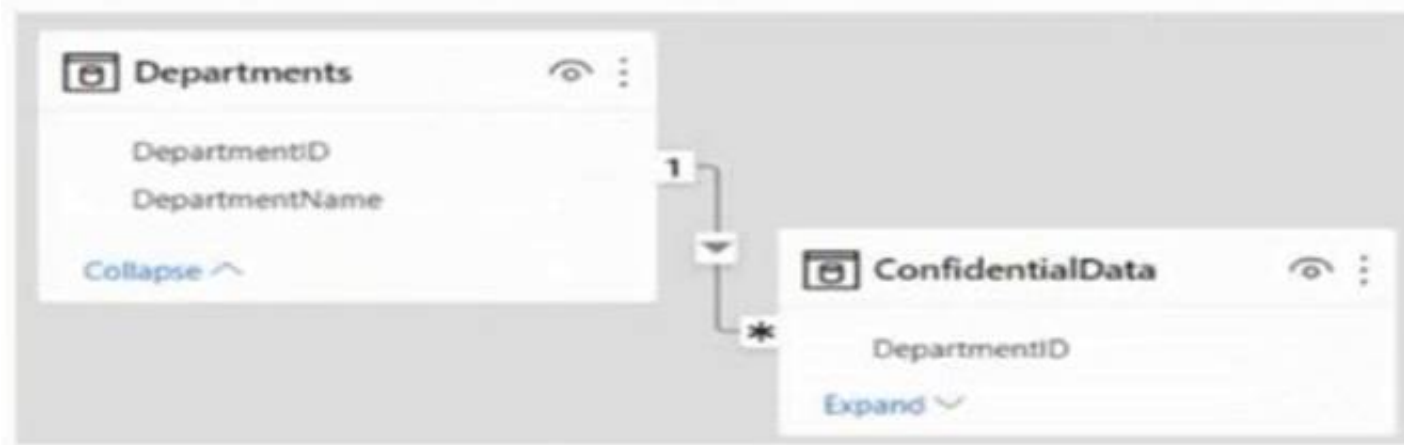 Departments
DepartmentID
DepartmentName
Collapse
1
*
ConfidentialData
DepartmentID
Expand